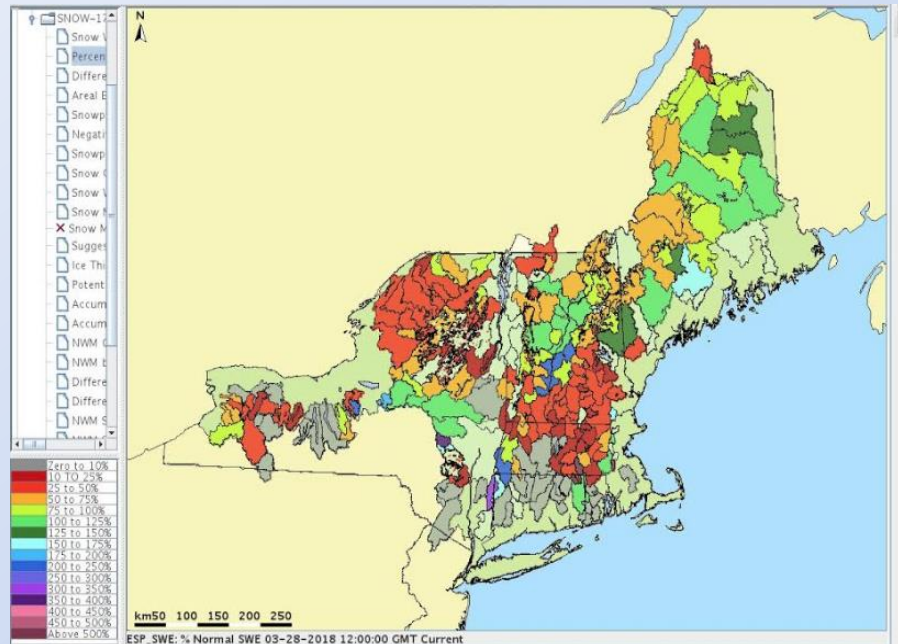 SNOW-17
Snow
Percen
Differe
Areal E
Snowp
Negati
Snowp
Snow
Snow
Snow
Snow M
Sugges
Ice Thi
Potent
Accum
Accum
NWM
NWM
Differe
Differe
NWM S
N
Zero to 10%
10 TO 25%
25 to 50%
50 to 75%
75 to 100%
100 to 125%
125 to 150%
150 to 175%
175 to 200%
200 to 250%
250 to 300%
300 to 350%
350 to 400%
400 to 450%
450 to 500%
Above 500%
km50 100 150 200 250
ESP_SWE: % Normal SWE 03-28-2018 12:00:00 GMT Current